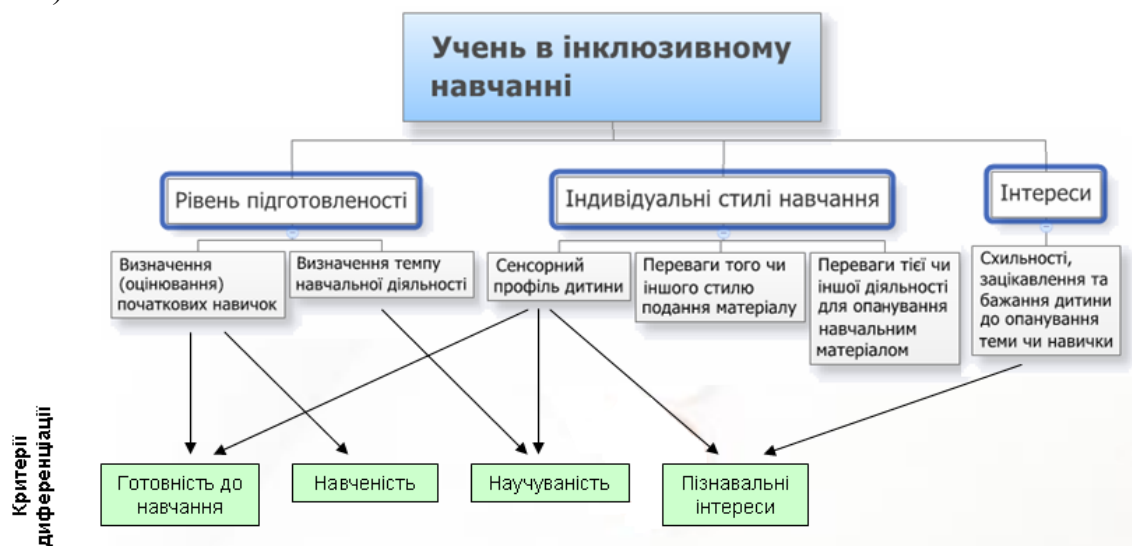 )
Учень в інклюзивному
навчанні
Рівень підготовленості
Індивідуальні стилі навчання
Інтереси
Визначення
(оцінювання)
початкових навичок
Визначення темпу
навчальної діяльності
Сенсорний
профіль дитини
Переваги того чи
іншого стилю
подання матеріалу
Переваги тієї чи
іншої діяльності
для опанування
навчальним
матеріалом
Схильності,
зацікавлення та
бажання дитини
до опанування
теми чи навички
Критерії
диференціації
Готовність до
навчання
Навченість
Научуваність
Пізнавальні
інтереси